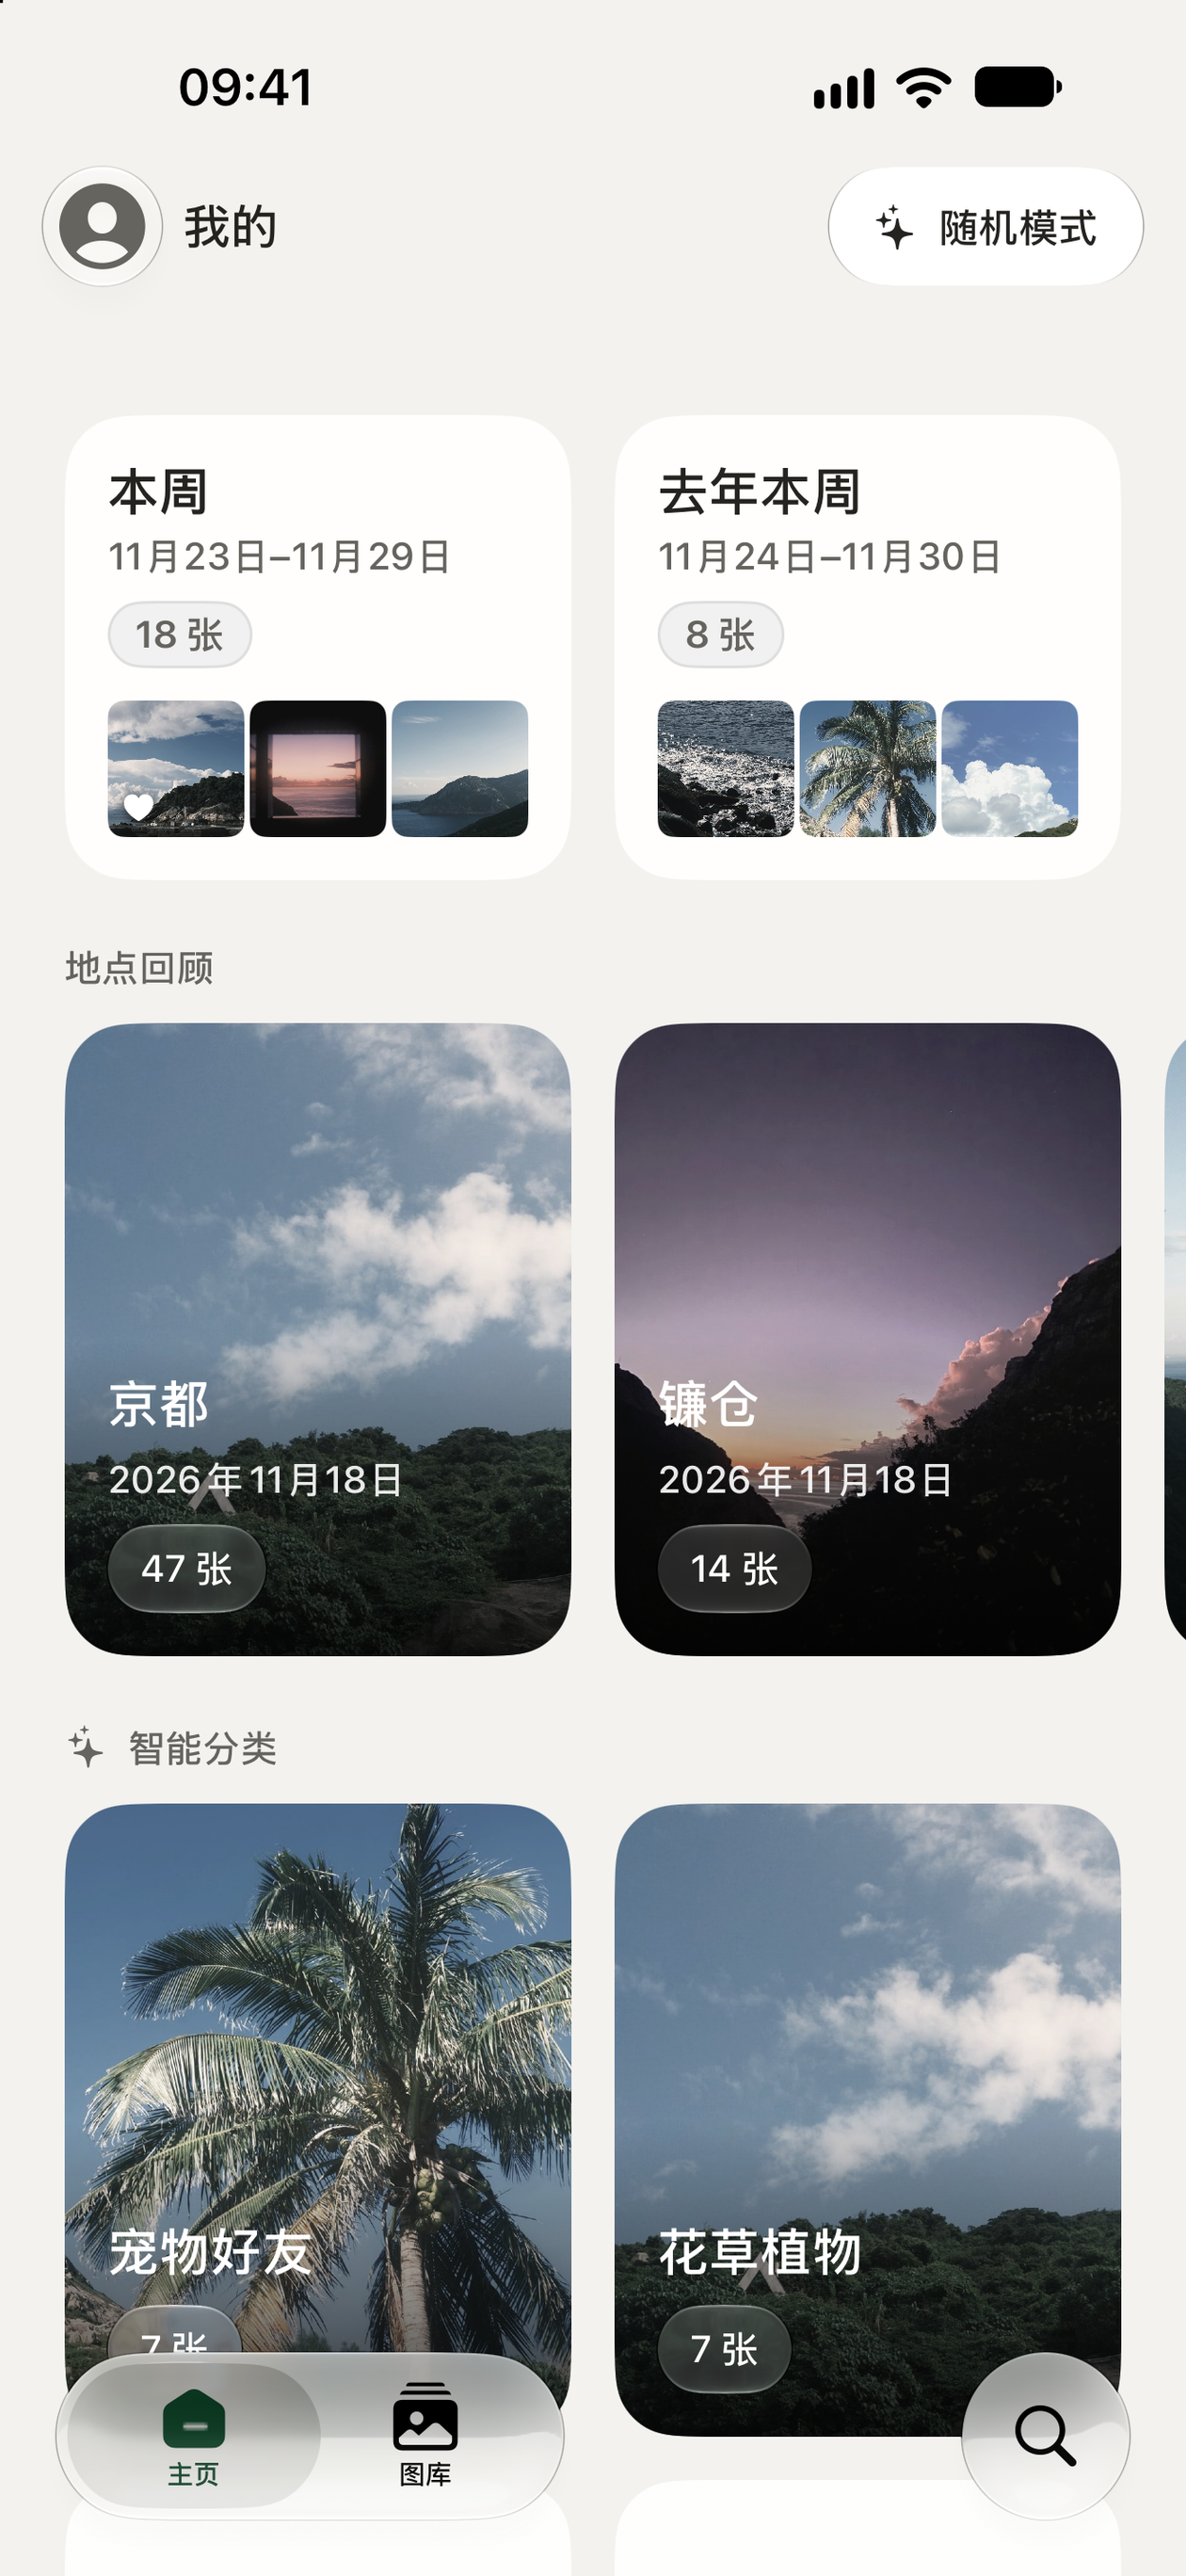 09:41
我的
随机模式
本周
11月23日–11月29日
18 张
去年本周
11月24日–11月30日
8 张
地点回顾
京都
2026年11月18日
47 张
镰仓
2026年11月18日
14 张
智能分类
宠物好友
7 张
花草植物
7 张
主页
图库